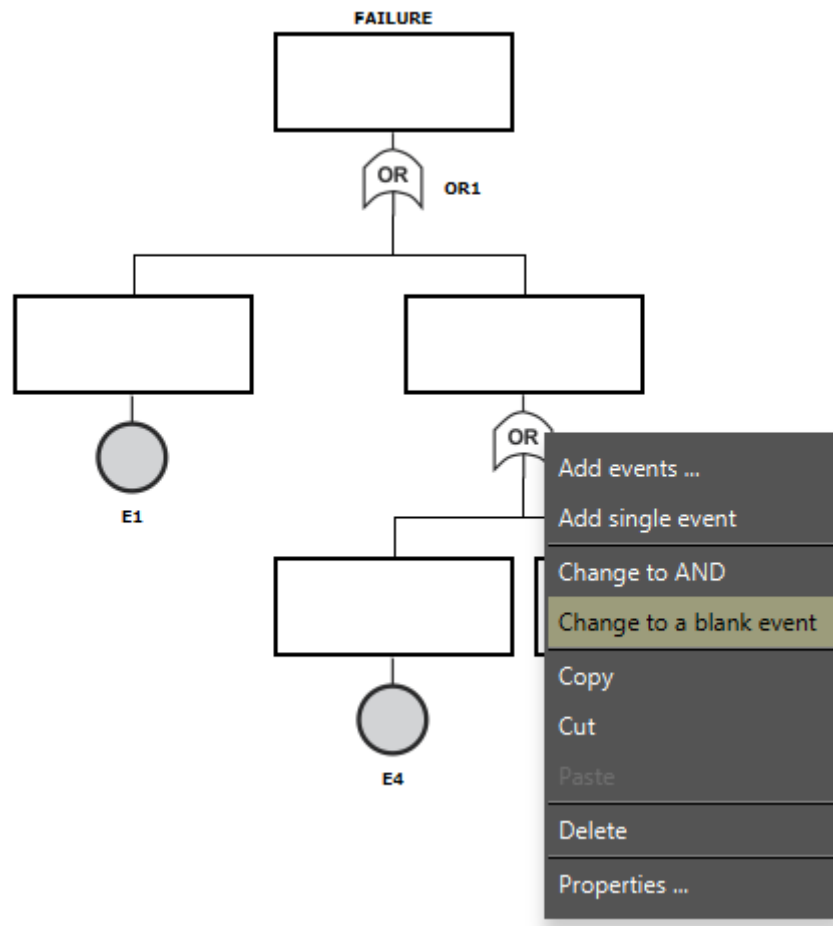 FAILURE
OR
OR1
OR
E1
E4
Add events ...
Add single event
Change to AND
Change to a blank event
Copy
Cut
Paste
Delete
Properties ...